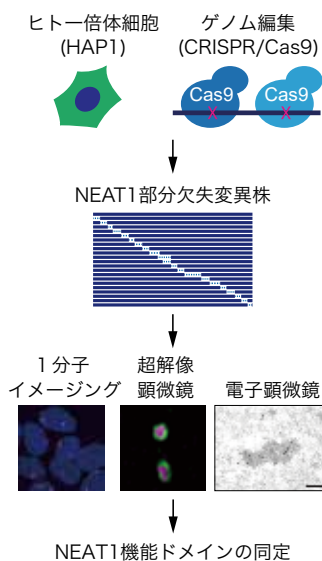 ヒト一倍体細胞
(HAP1)
ゲノム編集
(CRISPR/Cas9)
Cas9
Cas9
NEAT1部分欠失変異株
1分子
イメージング
超解像
顕微鏡
電子顕微鏡
NEAT1機能ドメインの同定